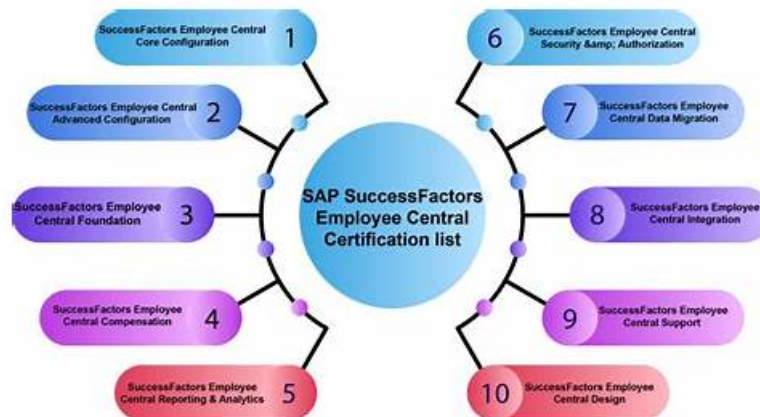 SuccessFactors Employee Central
Core Configuration
1
SuccessFactors Employee Central
Advanced Configuration
2
SuccessFactors Employee
Central Foundation
3
SuccessFactors Employee
Central Compensation
4
SuccessFactors Employee
Central Reporting & Analytics
5
SAP SuccessFactors
Employee Central
Certification list
6
SuccessFactors Employee Central
Security &amp; Authorization
7
SuccessFactors Employee
Central Data Migration
8
SuccessFactors Employee
Central Integration
9
SuccessFactors Employee
Central Support
10
SuccessFactors Employee
Central Design